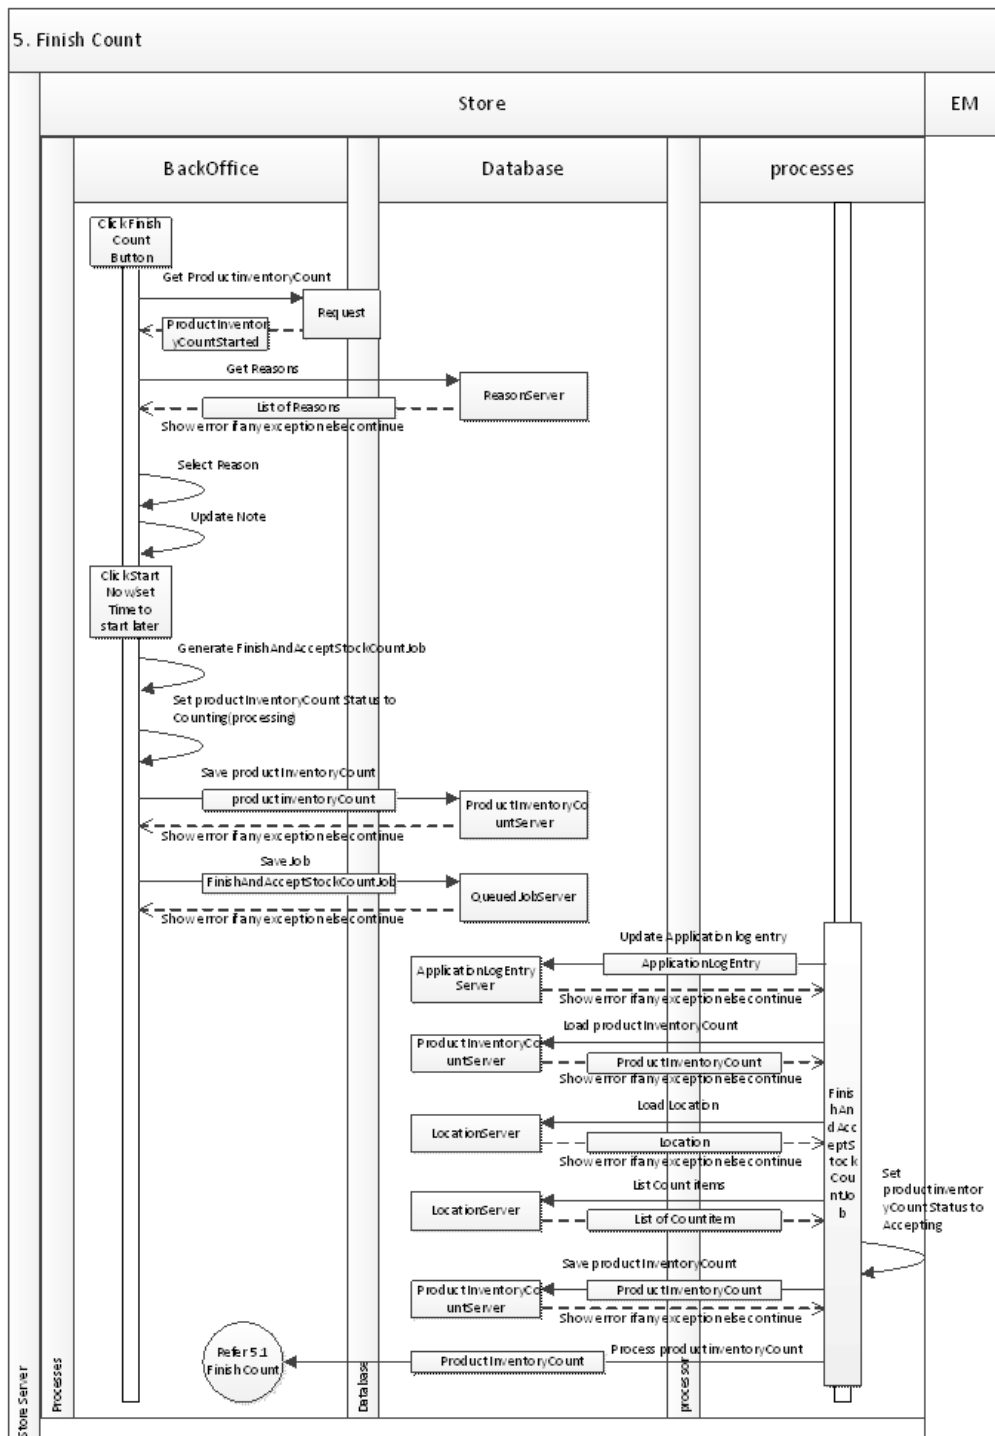 5. Finish Count
Store
EM
BackOffice
Database
processes
Click Finish
Count
Button
Get ProductinventoryCount
Request
ProductInventor
yCountStarted
Get Reasons
ReasonServer
List of Reasons
Show error if any exception else continue
Select Reason
Update Note
Click Start
Now/set
Time to
start later
Generate FinishAndAcceptStockCountJob
Set productInventoryCount Status to
Counting(processing)
Save productInventoryCount
productinventoryCount
ProductInventoryCo
untServer
Show error if any exception else continue
Save Job
FinishAndAcceptStockCountJob
QueuedJobServer
Show error if any exception else continue
Update Application log entry
ApplicationLogEntry
ApplicationLogEntry
Server
Show error if any exception else continue
Load productInventoryCount
ProductInventoryCo
untServer
ProductInventoryCount
Show error if any exception else continue
Load Location
LocationServer
Location
Show error if any exception else continue
List Count items
LocationServer
List of Countitem
Finis
hAn
dAcc
eptS
tock
Cou
ntJo
b
Set
productinventor
yCountStatus to
Accepting
Save productInventoryCount
ProductInventoryCo
untServer
ProductInventoryCount
Show error if any exception else continue
Process productinventoryCount
ProductInventoryCount
Refer 5.1
Finish Count
Store Server
Processes
Database
processor